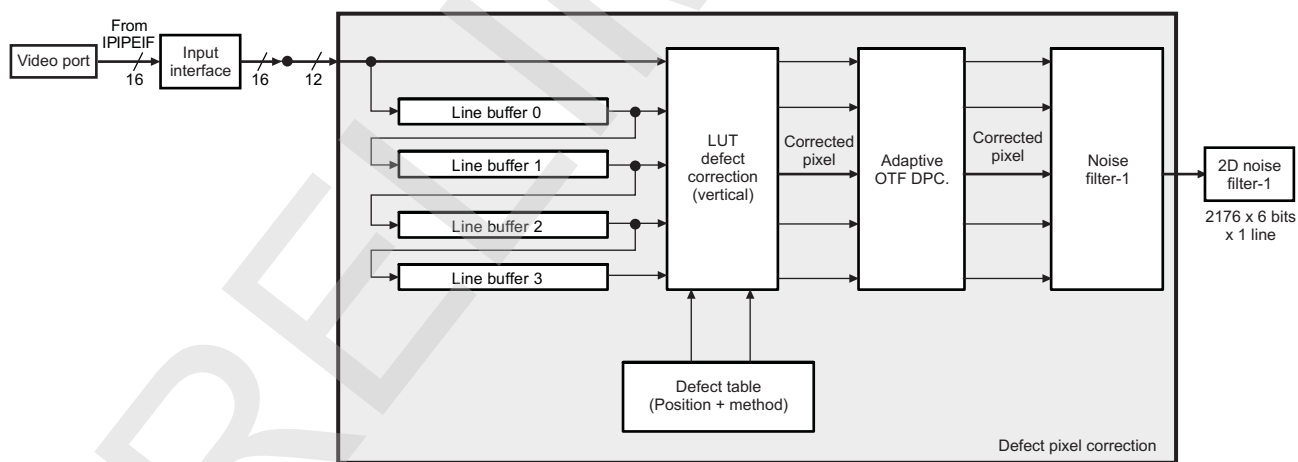 From
IPIPEIF
Video port
16
Input
interface
16
12
Line buffer 0
Line buffer 1
Line buffer 2
Line buffer 3
LUT
defect
correction
(vertical)
Corrected
pixel
Adaptive
OTF DPC.
Corrected
pixel
Noise
filter-1
2D noise
filter-1
2176 x 6 bits
x 1 line
Defect table
(Position + method)
Defect pixel correction